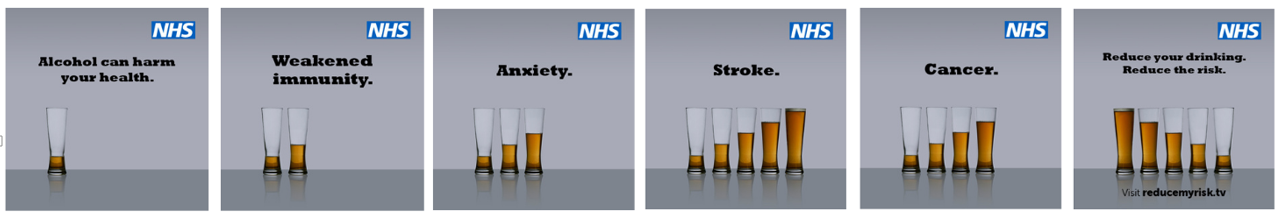 NHS
Alcohol can harm
your health.
NHS
Weakened
immunity.
NHS
Anxiety.
NHS
Stroke.
NHS
Cancer.
NHS
Reduce your drinking.
Reduce the risk.
Visit reducemyrisk.tv